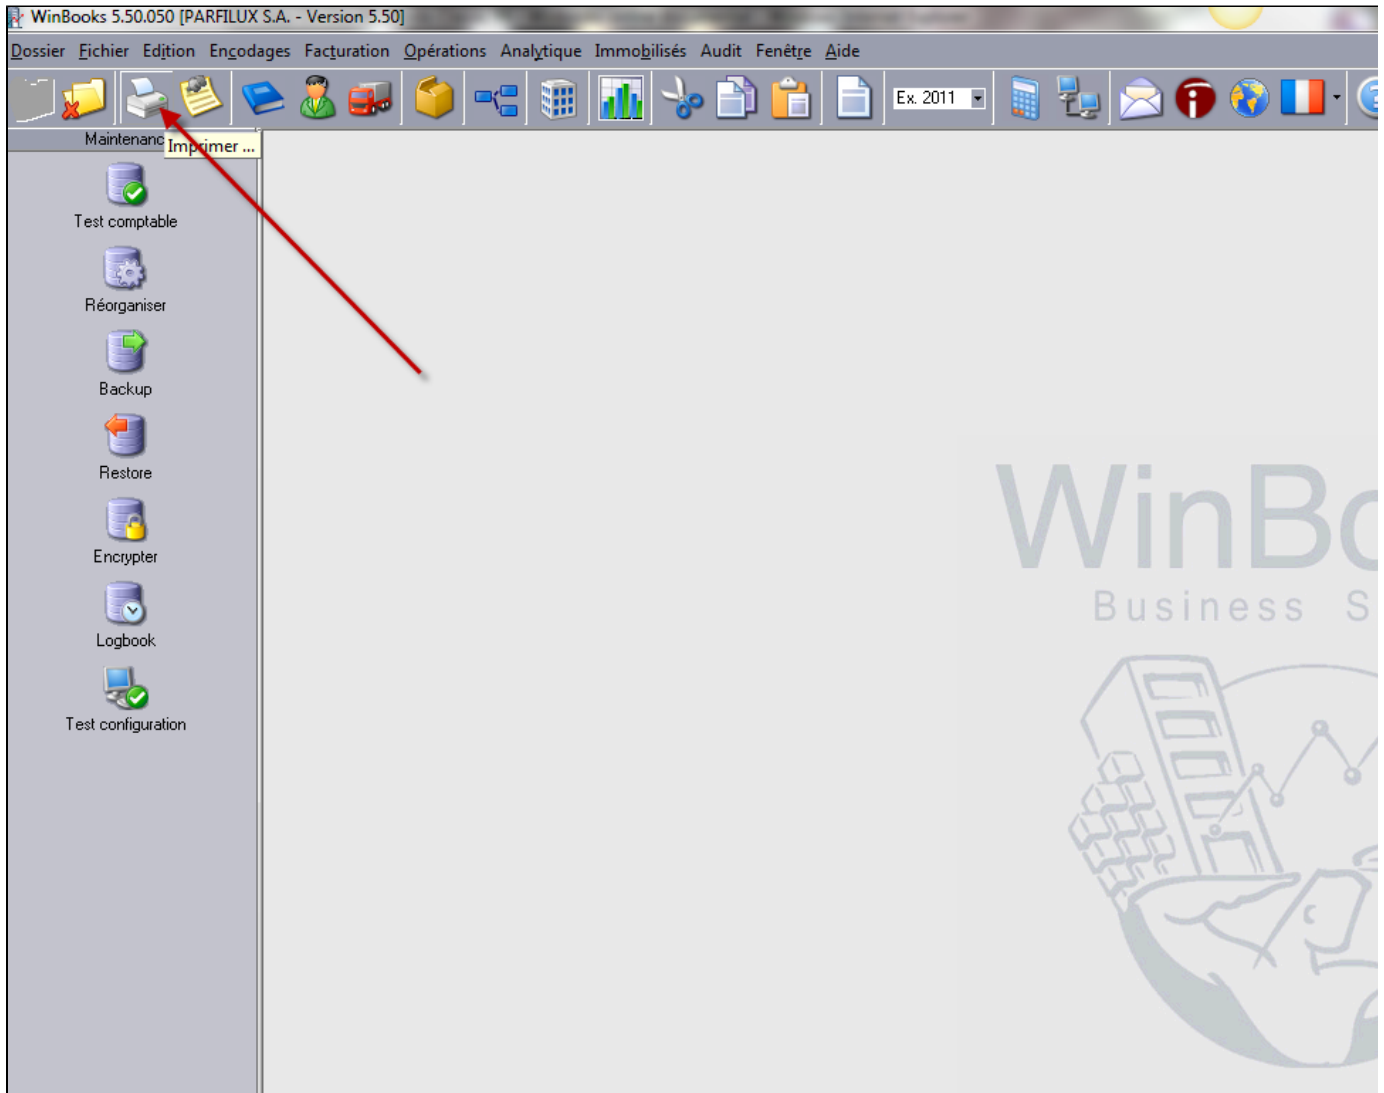 WinBooks 5.50.050 [PARFILUX S.A. - Version 5.50]
Dossier Fichier Edition Encodages Facturation Opérations Analytique Immobilisés Audit Fenêtre Aide
Ex. 2011
Maintenanc
Imprimer ...
Test comptable
Réorganiser
Backup
Restore
Encrypter
Logbook
Test configuration
WinBo
Business S